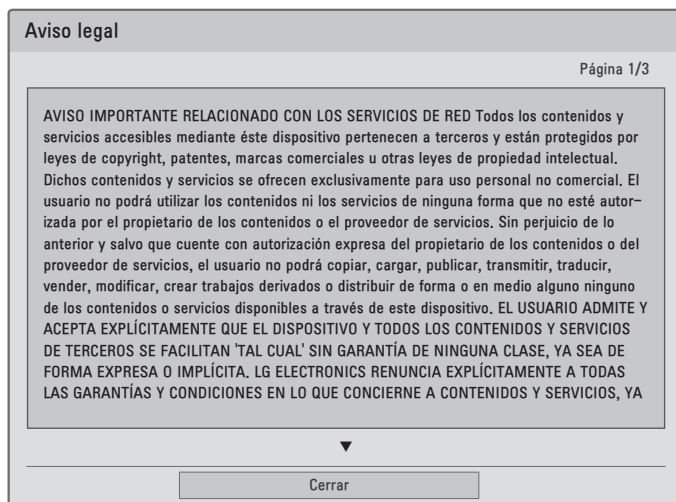 Aviso legal
Página 1/3
AVISO IMPORTANTE RELACIONADO CON LOS SERVICIOS DE RED Todos los contenidos y
servicios accesibles mediante éste dispositivo pertenecen a terceros y están protegidos por
leyes de copyright, patentes, marcas comerciales u otras leyes de propiedad intelectual.
Dichos contenidos y servicios se ofrecen exclusivamente para uso personal no comercial. El
usuario no podrá utilizar los contenidos ni los servicios de ninguna forma que no esté autor-
izada por el propietario de los contenidos o el proveedor de servicios. Sin perjuicio de lo
anterior y salvo que cuente con autorización expresa del propietario de los contenidos o del
proveedor de servicios, el usuario no podrá copiar, cargar, publicar, transmitir, traducir,
vender, modificar, crear trabajos derivados o distribuir de forma o en medio alguno ninguno
de los contenidos o servicios disponibles a través de este dispositivo. EL USUARIO ADMITE Y
ACEPTA EXPLÍCITAMENTE QUE EL DISPOSITIVO Y TODOS LOS CONTENIDOS Y SERVICIOS
DE TERCEROS SE FACILITAN 'TAL CUAL' SIN GARANTÍA DE NINGUNA CLASE, YA SEA DE
FORMA EXPRESA O IMPLÍCITA. LG ELECTRONICS RENUNCIA EXPLÍCITAMENTE A TODAS
LAS GARANTÍAS Y CONDICIONES EN LO QUE CONCIERNE A CONTENIDOS Y SERVICIOS, YA
▼
Cerrar